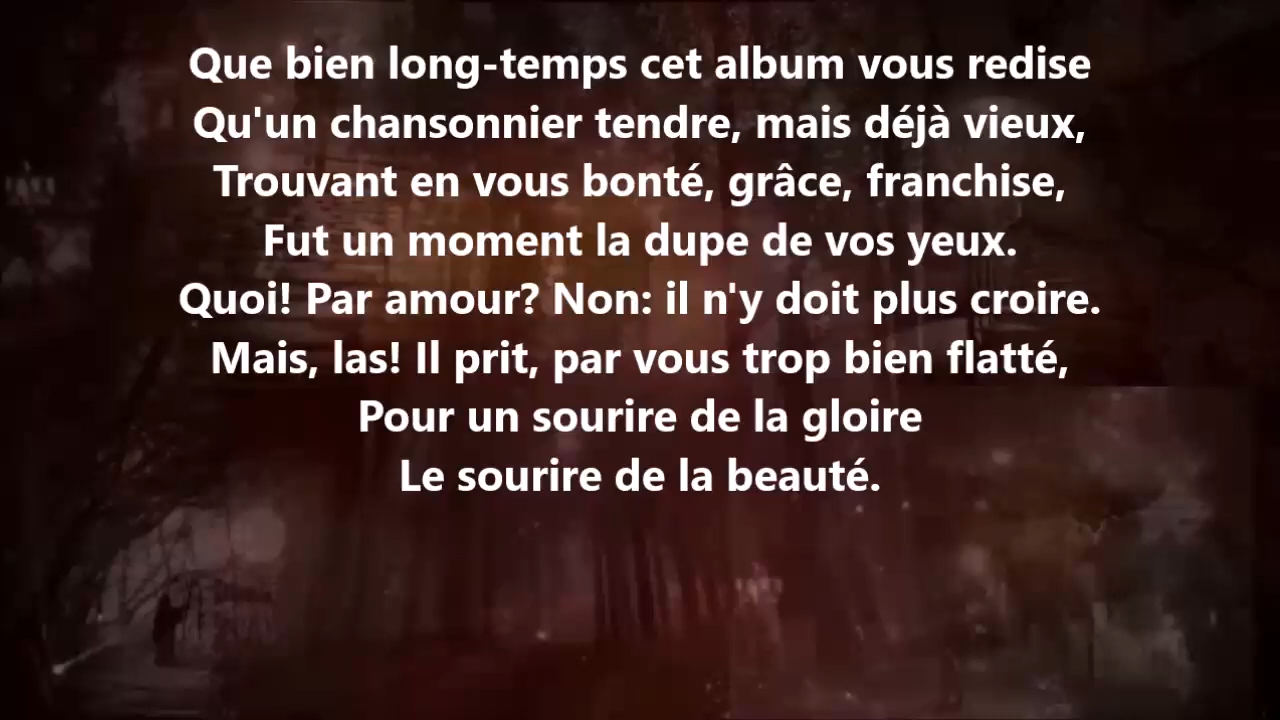 Que bien long-temps cet album vous redise
Qu'un chansonnier tendre, mais déjà vieux,
Trouvant en vous bonté, grâce, franchise,
Fut un moment la dupe de vos yeux.
Quoi! Par amour? Non: il n'y doit plus croire.
Mais, las! Il prit, par vous trop bien flatté,
Pour un sourire de la gloire
Le sourire de la beauté.